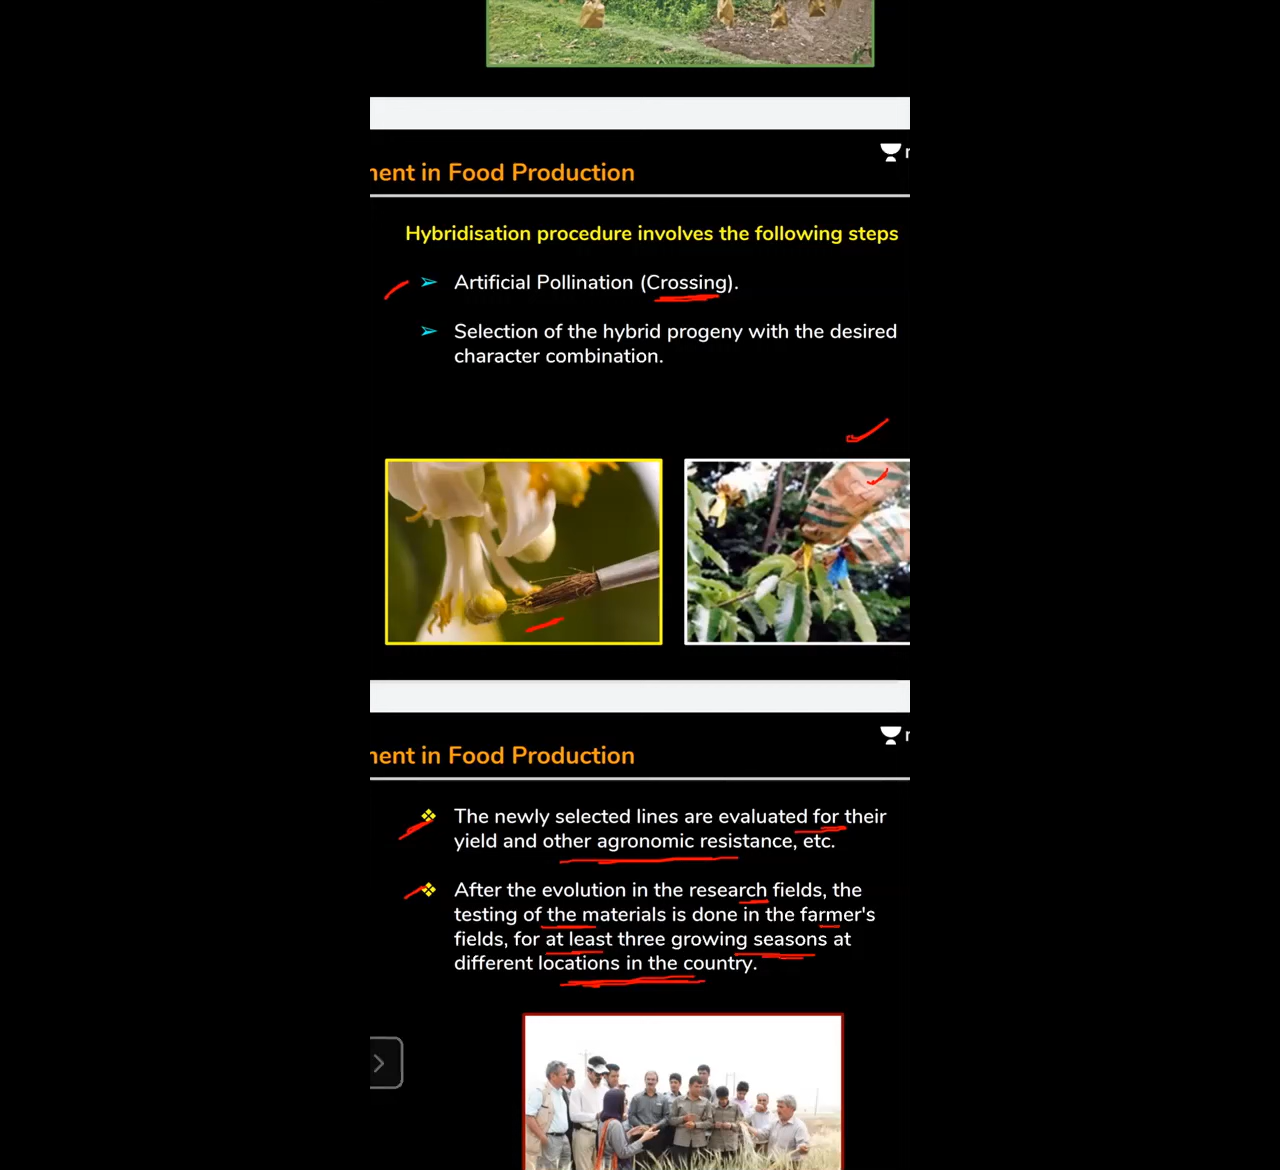 nent in Food Production
Hybridisation procedure involves the following steps
➢ Artificial Pollination (Crossing).
➢ Selection of the hybrid progeny with the desired
character combination.
nent in Food Production
❖ The newly selected lines are evaluated for their
yield and other agronomic resistance, etc.
❖ After the evolution in the research fields, the
testing of the materials is done in the farmer's
fields, for at least three growing seasons at
different locations in the country.